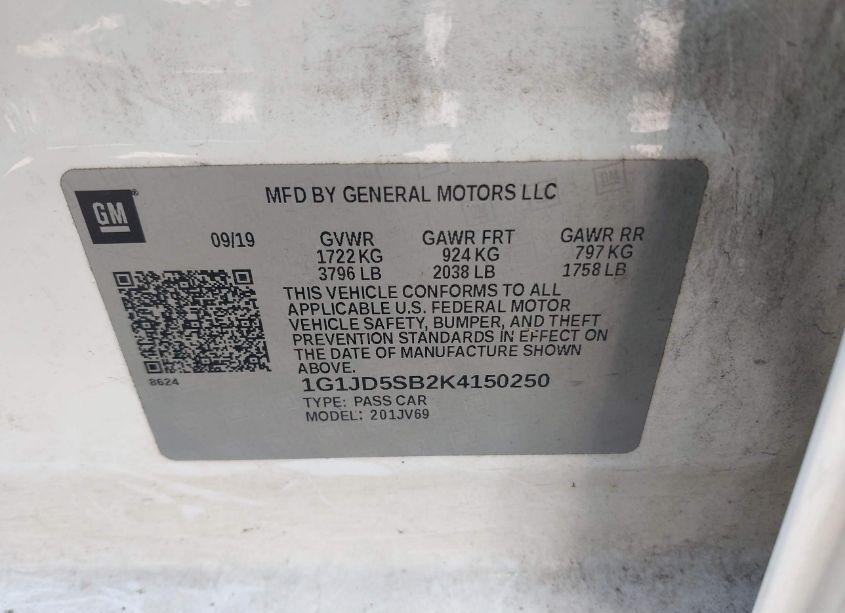 GM
MFD BY GENERAL MOTORS LLC
09/19 GVWR GAWR FRT GAWR RR
1722 KG 924 KG 797 KG
3796 LB 2038 LB 1758 LB
THIS VEHICLE CONFORMS TO ALL
APPLICABLE U.S. FEDERAL MOTOR
VEHICLE SAFETY, BUMPER, AND THEFT
PREVENTION STANDARDS IN EFFECT ON
THE DATE OF MANUFACTURE SHOWN
ABOVE.
8624
1G1JD5SB2K4150250
TYPE: PASS CAR
MODEL: 201JV69